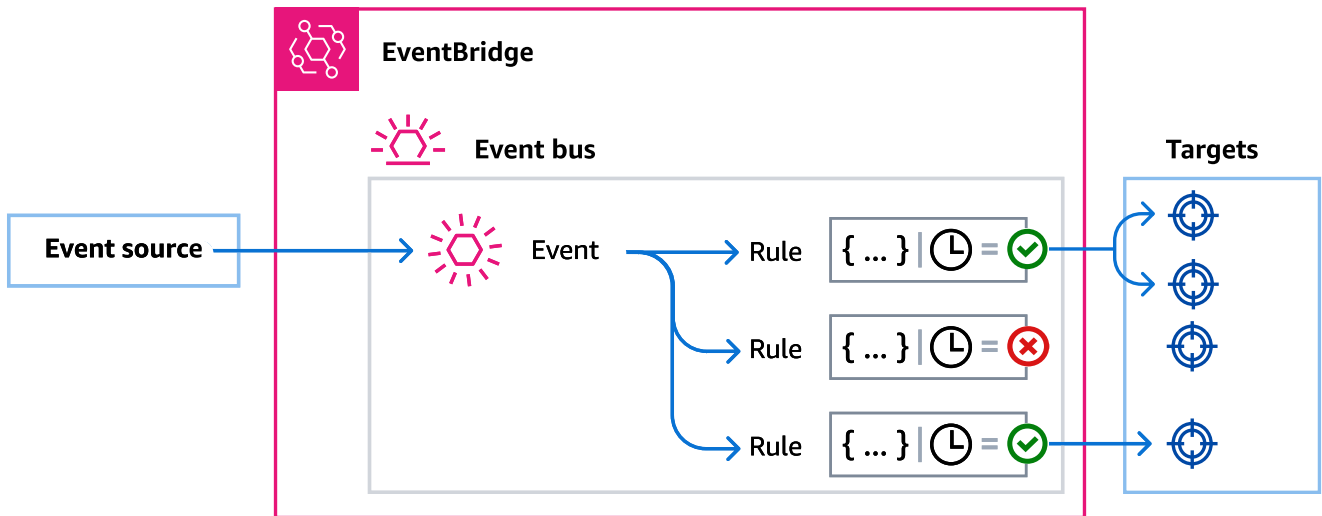 EventBridge
Event bus
Targets
Event source
Event
Rule
{ ... } | =
Rule
{ ... } | =
Rule
{ ... } | =